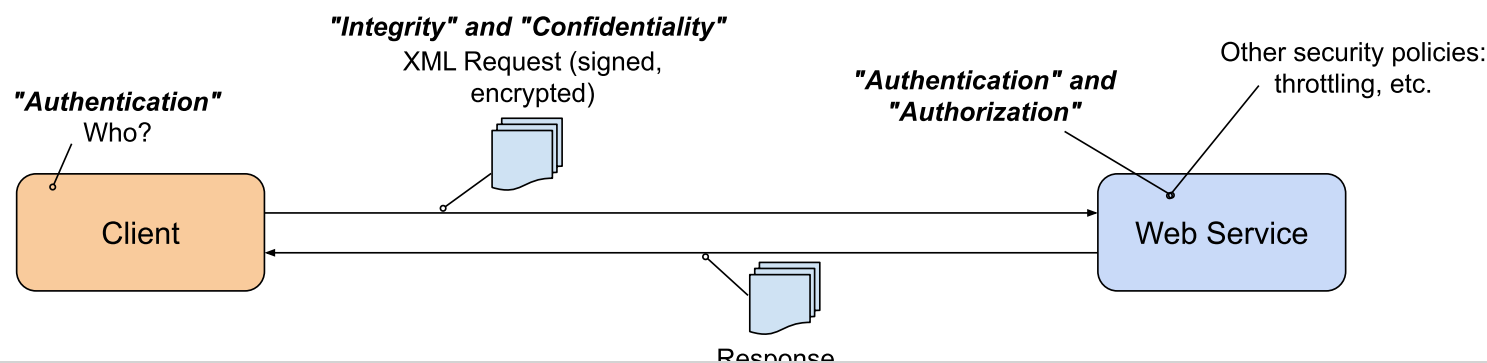 "Integrity" and "Confidentiality"
XML Request (signed,
encrypted)
"Authentication"
Who?
"Authentication" and
"Authorization"
Other security policies:
throttling, etc.
Client
Web Service
Response